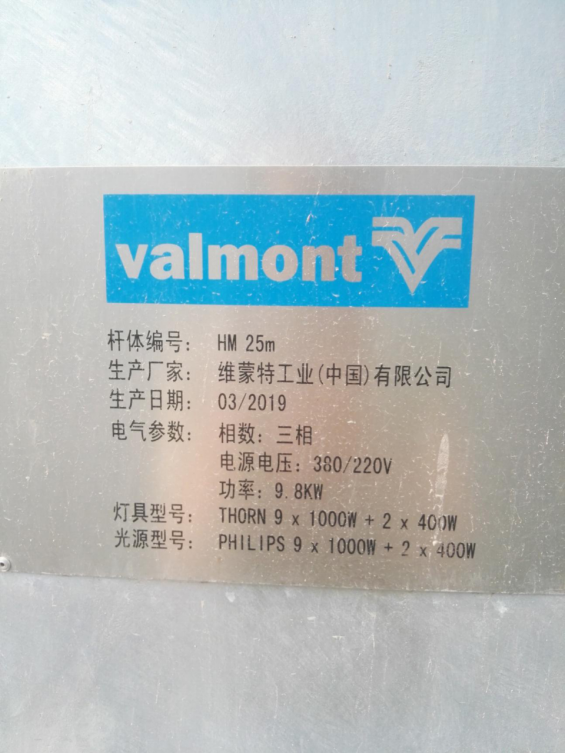 valmont
杆体编号: HM 25m
生产厂家: 维蒙特工业(中国)有限公司
生产日期: 03/2019
电气参数: 相数: 三相
电源电压: 380/220V
功率: 9.8KW
灯具型号: THORN 9 x 1000W + 2 x 400W
光源型号: PHILIPS 9 x 1000W + 2 x 400W